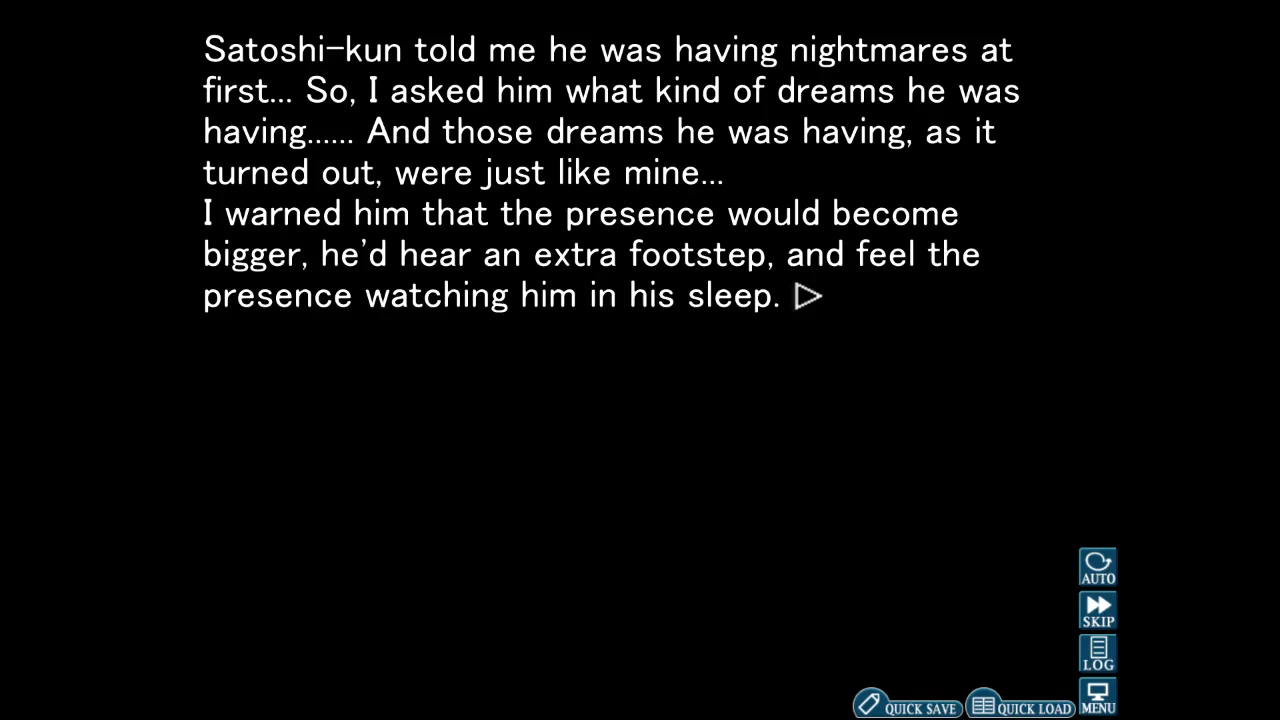 Satoshi-kun told me he was having nightmares at
first... So, I asked him what kind of dreams he was
having...... And those dreams he was having, as it
turned out, were just like mine...
I warned him that the presence would become
bigger, he'd hear an extra footstep, and feel the
presence watching him in his sleep.
AUTO
SKIP
LOG
MENU
QUICK SAVE
QUICK LOAD